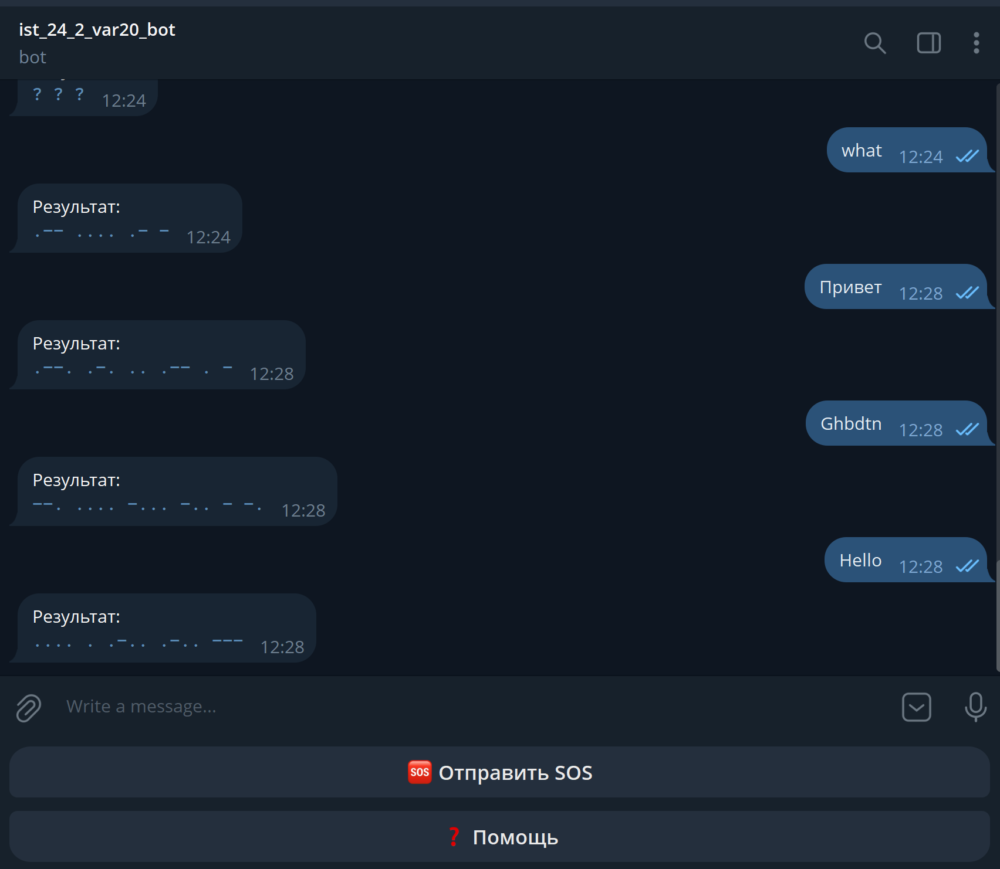 ist_24_2_var20_bot
bot
? ? ? 12:24
what 12:24
Результат:
.-- .... .- - 12:24
Привет 12:28
Результат:
.--. .-. .. .-- . - 12:28
Ghbdtn 12:28
Результат:
--. .... -... -.. - -. 12:28
Hello 12:28
Результат:
.... . .-.. .-.. --- 12:28
Write a message...
SOS Отправить SOS
❓ Помощь